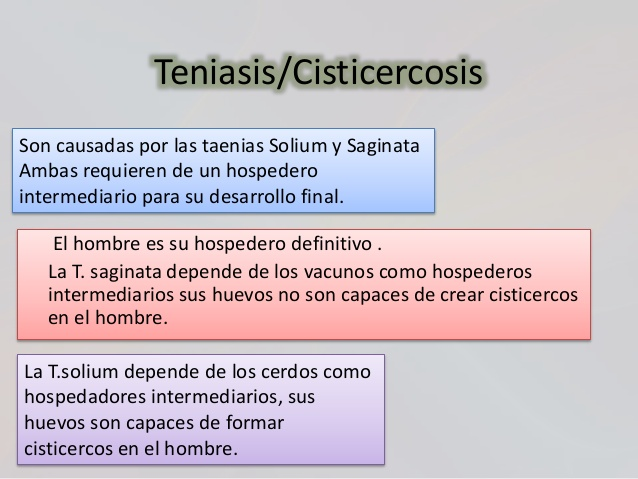 Teniasis/Cisticercosis
Son causadas por las taenias Solium y Saginata
Ambas requieren de un hospedero
intermediario para su desarrollo final.
El hombre es su hospedero definitivo .
La T. saginata depende de los vacunos como hospederos
intermediarios sus huevos no son capaces de crear cisticercos
en el hombre.
La T.solium depende de los cerdos como
hospedadores intermediarios, sus
huevos son capaces de formar
cisticercos en el hombre.